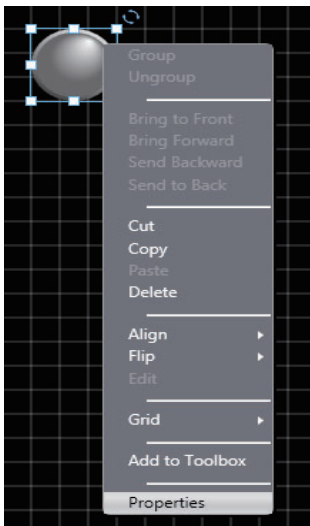 Group
Ungroup
Bring to Front
Bring Forward
Send Backward
Send to Back
Cut
Copy
Paste
Delete
Align
Flip
Edit
Grid
Add to Toolbox
Properties